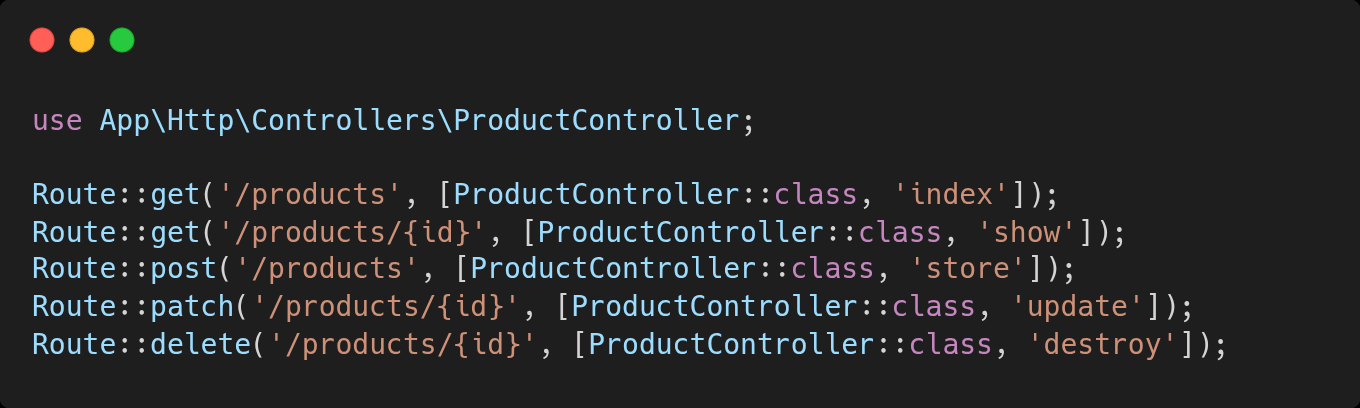 use App\Http\Controllers\ProductController;
Route::get('/products', [ProductController::class, 'index']);
Route::get('/products/{id}', [ProductController::class, 'show']);
Route::post('/products', [ProductController::class, 'store']);
Route::patch('/products/{id}', [ProductController::class, 'update']);
Route::delete('/products/{id}', [ProductController::class, 'destroy']);